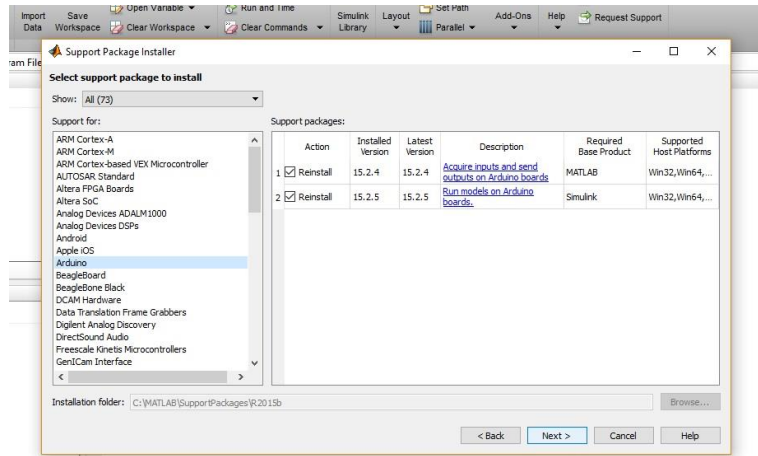 Open Variable
Run and Time
Set Path
Import Data
Save Workspace
Clear Workspace
Clear Commands
Simulink Library
Layout
Parallel
Add-Ons
Help
Request Support
ram File
Support Package Installer
Select support package to install
Show: All (73)
Support for:
ARM Cortex-A
ARM Cortex-M
ARM Cortex-based VEX Microcontroller
AUTOSAR Standard
Altera FPGA Boards
Altera SoC
Analog Devices ADALM1000
Analog Devices DSPs
Android
Apple iOS
Arduino
BeagleBoard
BeagleBone Black
DCAM Hardware
Data Translation Frame Grabbers
Digilent Analog Discovery
DirectSound Audio
Freescale Kinetis Microcontrollers
GenICam Interface
Support packages:
Action Installed Version Latest Version Description Required Base Product Supported Host Platforms
1 Reinstall 15.2.4 15.2.4 Acquire inputs and send outputs on Arduino boards MATLAB Win32,Win64,...
2 Reinstall 15.2.5 15.2.5 Run models on Arduino boards. Simulink Win32,Win64,...
Installation folder: C:\MATLAB\SupportPackages\R2015b Browse...
< Back Next > Cancel Help